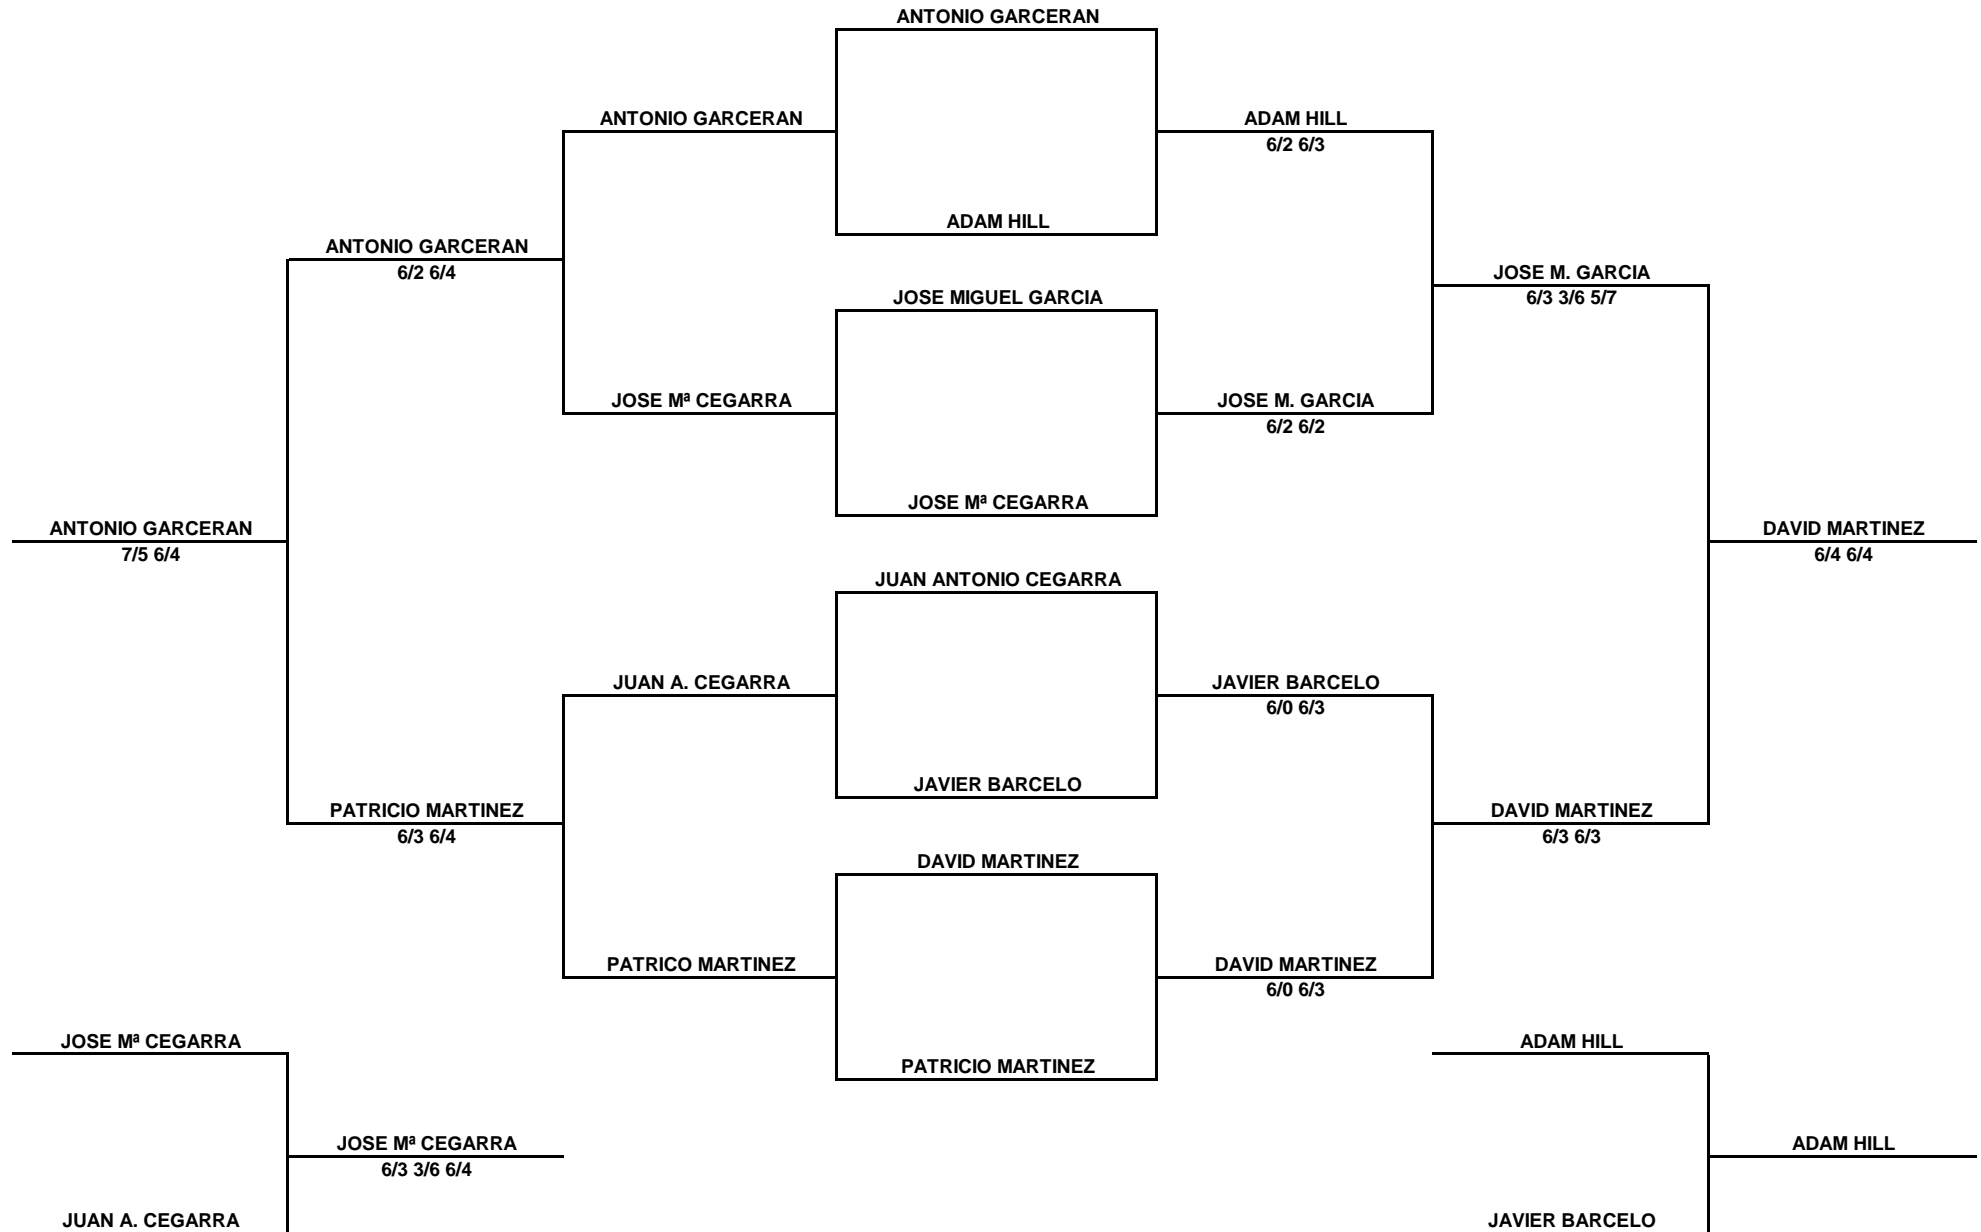 ANTONIO GARCERAN
ANTONIO GARCERAN
ADAM HILL
6/2 6/3
ADAM HILL
ANTONIO GARCERAN
6/2 6/4
JOSE M. GARCIA
6/3 3/6 5/7
JOSE MIGUEL GARCIA
JOSE Mª CEGARRA
JOSE M. GARCIA
6/2 6/2
JOSE Mª CEGARRA
ANTONIO GARCERAN
7/5 6/4
DAVID MARTINEZ
6/4 6/4
JUAN ANTONIO CEGARRA
JUAN A. CEGARRA
JAVIER BARCELO
6/0 6/3
JAVIER BARCELO
PATRICIO MARTINEZ
6/3 6/4
DAVID MARTINEZ
6/3 6/3
DAVID MARTINEZ
PATRICO MARTINEZ
DAVID MARTINEZ
6/0 6/3
JOSE Mª CEGARRA
ADAM HILL
PATRICIO MARTINEZ
JOSE Mª CEGARRA
6/3 3/6 6/4
ADAM HILL
JUAN A. CEGARRA
JAVIER BARCELO